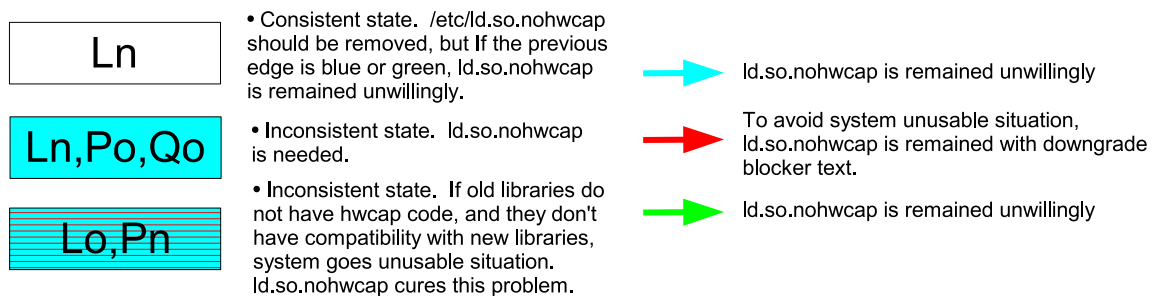 Ln
• Consistent state. /etc/ld.so.nohwcap
should be removed, but If the previous
edge is blue or green, ld.so.nohwcap
is remained unwillingly.
Ln,Po,Qo
• Inconsistent state. ld.so.nohwcap
is needed.
Lo,Pn
• Inconsistent state. If old libraries do
not have hwcap code, and they don't
have compatibility with new libraries,
system goes unusable situation.
ld.so.nohwcap cures this problem.
ld.so.nohwcap is remained unwillingly
To avoid system unusable situation,
ld.so.nohwcap is remained with downgrade
blocker text.
ld.so.nohwcap is remained unwillingly